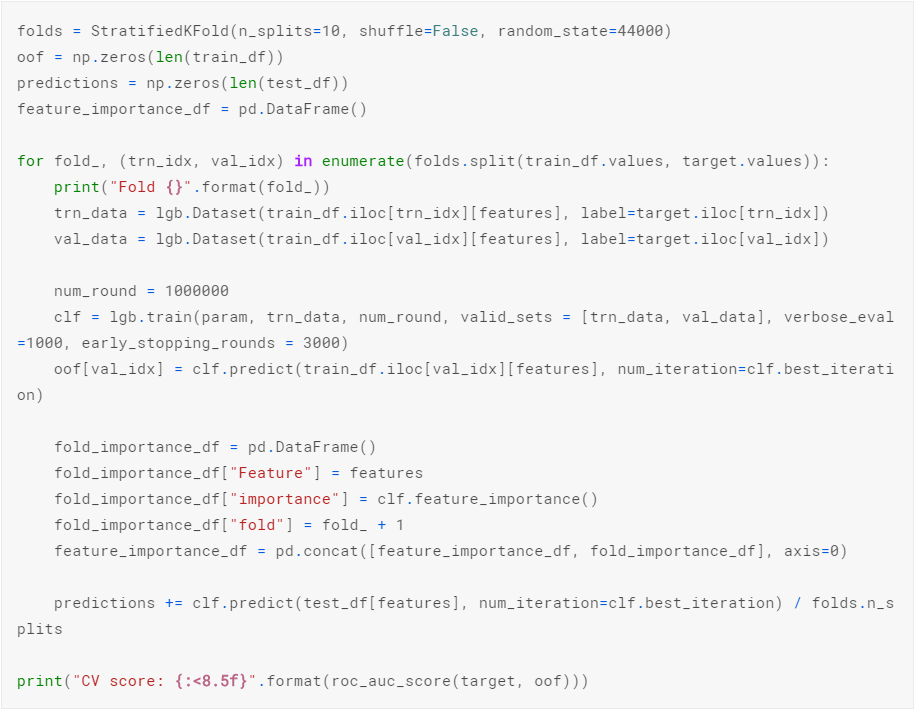 folds = StratifiedKFold(n_splits=10, shuffle=False, random_state=44000)
oof = np.zeros(len(train_df))
predictions = np.zeros(len(test_df))
feature_importance_df = pd.DataFrame()

for fold_, (trn_idx, val_idx) in enumerate(folds.split(train_df.values, target.values)):
    print("Fold {}".format(fold_))
    trn_data = lgb.Dataset(train_df.iloc[trn_idx][features], label=target.iloc[trn_idx])
    val_data = lgb.Dataset(train_df.iloc[val_idx][features], label=target.iloc[val_idx])

    num_round = 1000000
    clf = lgb.train(param, trn_data, num_round, valid_sets = [trn_data, val_data], verbose_eval
=1000, early_stopping_rounds = 3000)
    oof[val_idx] = clf.predict(train_df.iloc[val_idx][features], num_iteration=clf.best_iterati
on)

    fold_importance_df = pd.DataFrame()
    fold_importance_df["Feature"] = features
    fold_importance_df["importance"] = clf.feature_importance()
    fold_importance_df["fold"] = fold_ + 1
    feature_importance_df = pd.concat([feature_importance_df, fold_importance_df], axis=0)

    predictions += clf.predict(test_df[features], num_iteration=clf.best_iteration) / folds.n_s
plits

print("CV score: {:<8.5f}".format(roc_auc_score(target, oof)))